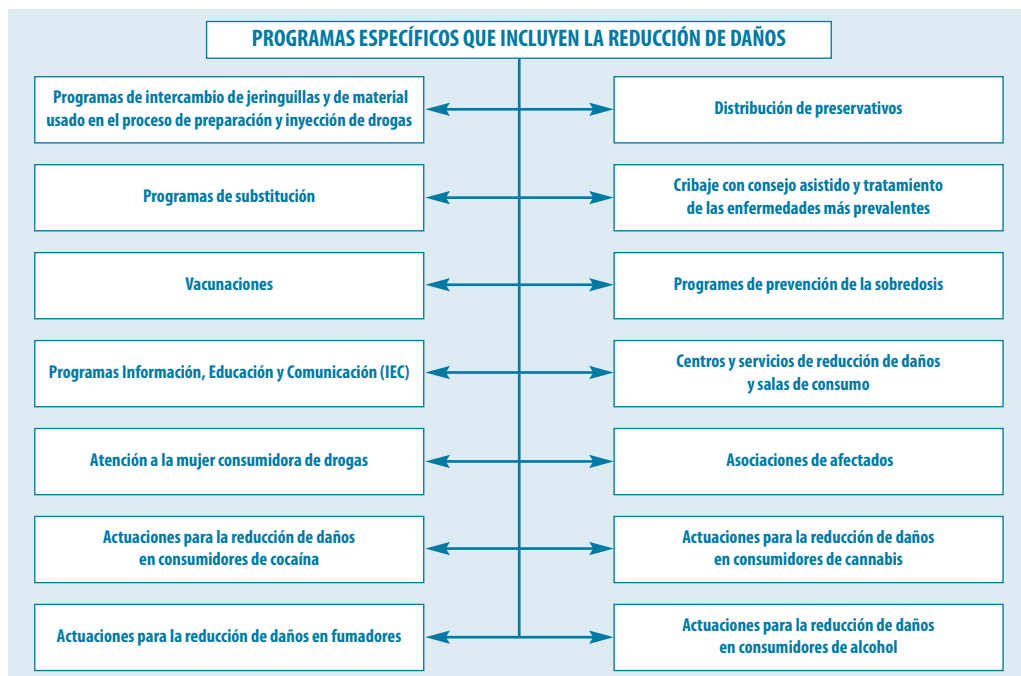 PROGRAMAS ESPECÍFICOS QUE INCLUYEN LA REDUCCIÓN DE DAÑOS
Programas de intercambio de jeringuillas y de material
usado en el proceso de preparación y inyección de drogas
Distribución de preservativos
Programas de substitución
Cribaje con consejo asistido y tratamiento
de las enfermedades más prevalentes
Vacunaciones
Programes de prevención de la sobredosis
Programas Información, Educación y Comunicación (IEC)
Centros y servicios de reducción de daños
y salas de consumo
Atención a la mujer consumidora de drogas
Asociaciones de afectados
Actuaciones para la reducción de daños
en consumidores de cocaína
Actuaciones para la reducción de daños
en consumidores de cannabis
Actuaciones para la reducción de daños en fumadores
Actuaciones para la reducción de daños
en consumidores de alcohol